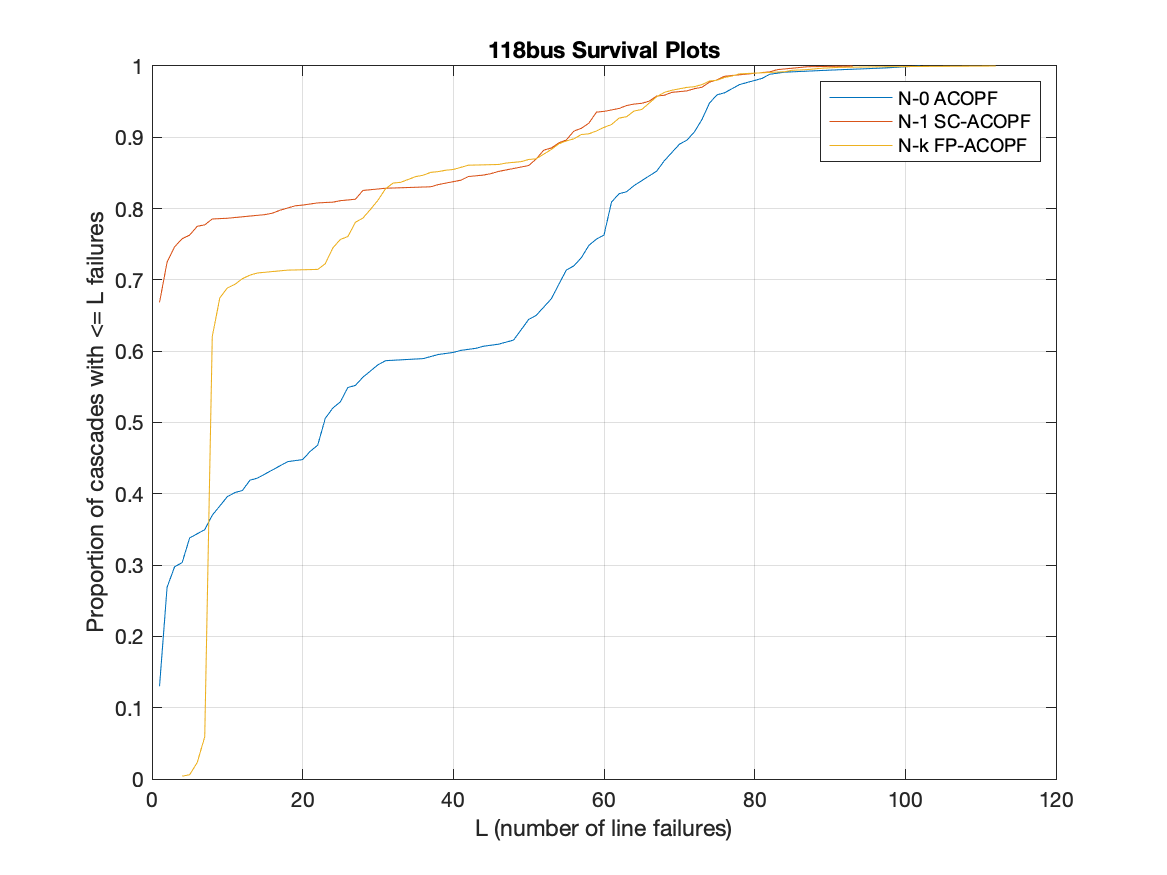 118bus Survival Plots
1
0.9
0.8
0.7
0.6
0.5
0.4
0.3
0.2
0.1
0
Proportion of cascades with <= L failures
N-0 ACOPF
N-1 SC-ACOPF
N-k FP-ACOPF
0 20 40 60 80 100 120
L (number of line failures)